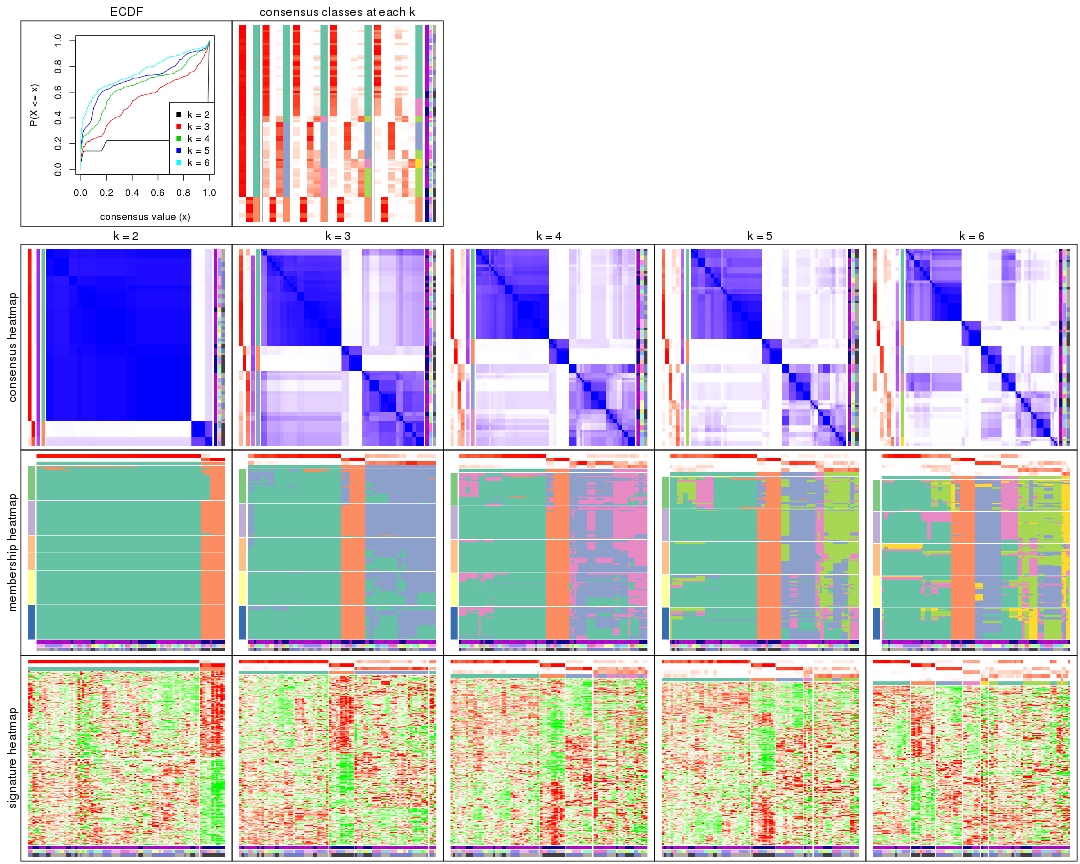 ECDF
consensus classes at each k
P(X <= x)
0.0
0.2
0.4
0.6
0.8
1.0
k = 2
k = 3
k = 4
k = 5
k = 6
0.0 0.2 0.4 0.6 0.8 1.0
consensus value (x)
k = 2
k = 3
k = 4
k = 5
k = 6
consensus heatmap
membership heatmap
signature heatmap